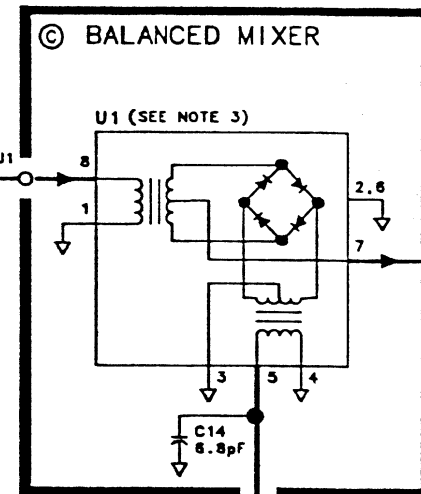 © BALANCED MIXER
U1 (SEE NOTE 3)
J1
8
1
2,6
7
3
5
4
C14
6.8pF